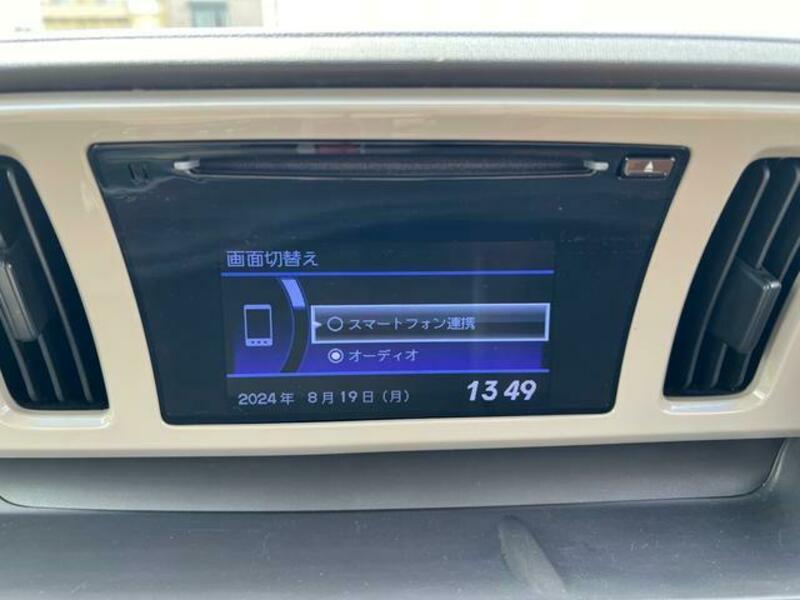 画面切替え
スマートフォン連携
オーディオ
2024年 8月19日(月) 13 49